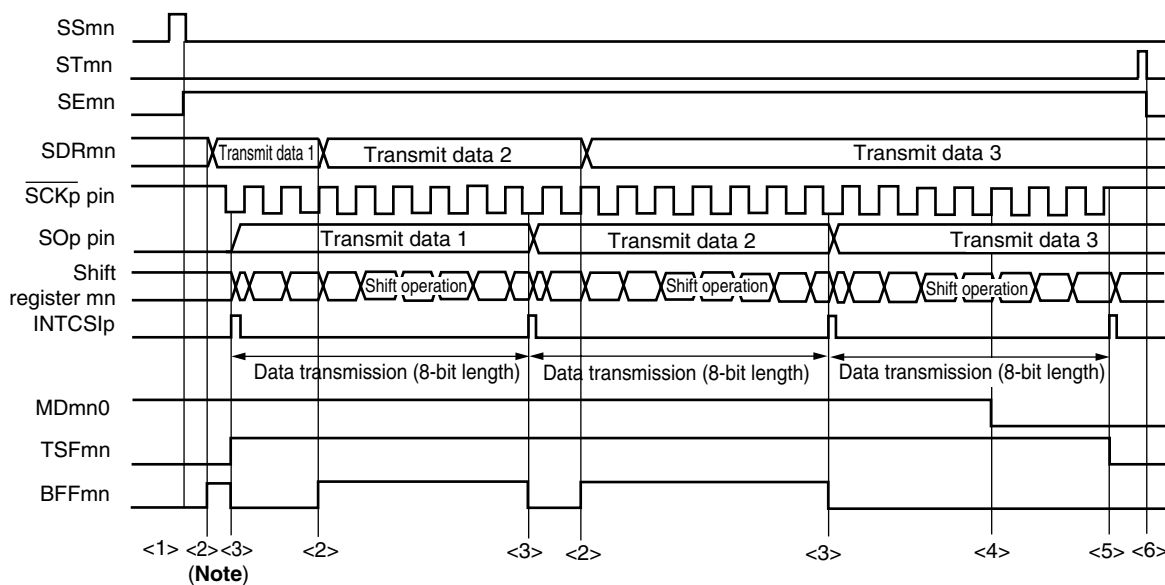 SSmn
STmn
SEmn
SDRmn
Transmit data 1
Transmit data 2
Transmit data 3
SCKp pin
SOp pin
Transmit data 1
Transmit data 2
Transmit data 3
Shift
register mn
Shift operation
Shift operation
Shift operation
INTCSIp
Data transmission (8-bit length)
Data transmission (8-bit length)
Data transmission (8-bit length)
MDmn0
TSFmn
BFFmn
<1> <2> <3> <2> <3> <2> <3> <4> <5> <6>
(Note)